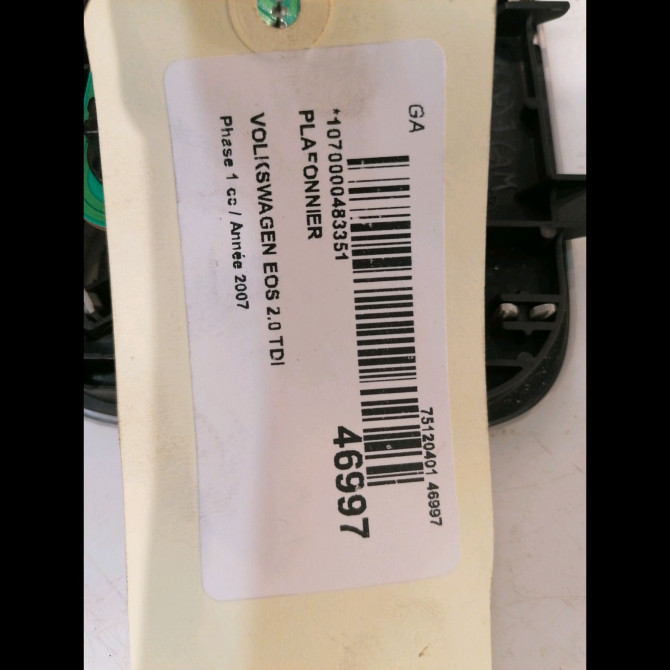 GA
75120401 46997
*1070000483351
46997
PLAFONNIER
VOLKSWAGEN EOS 2.0 TDI
Phase 1 cc / Année 2007